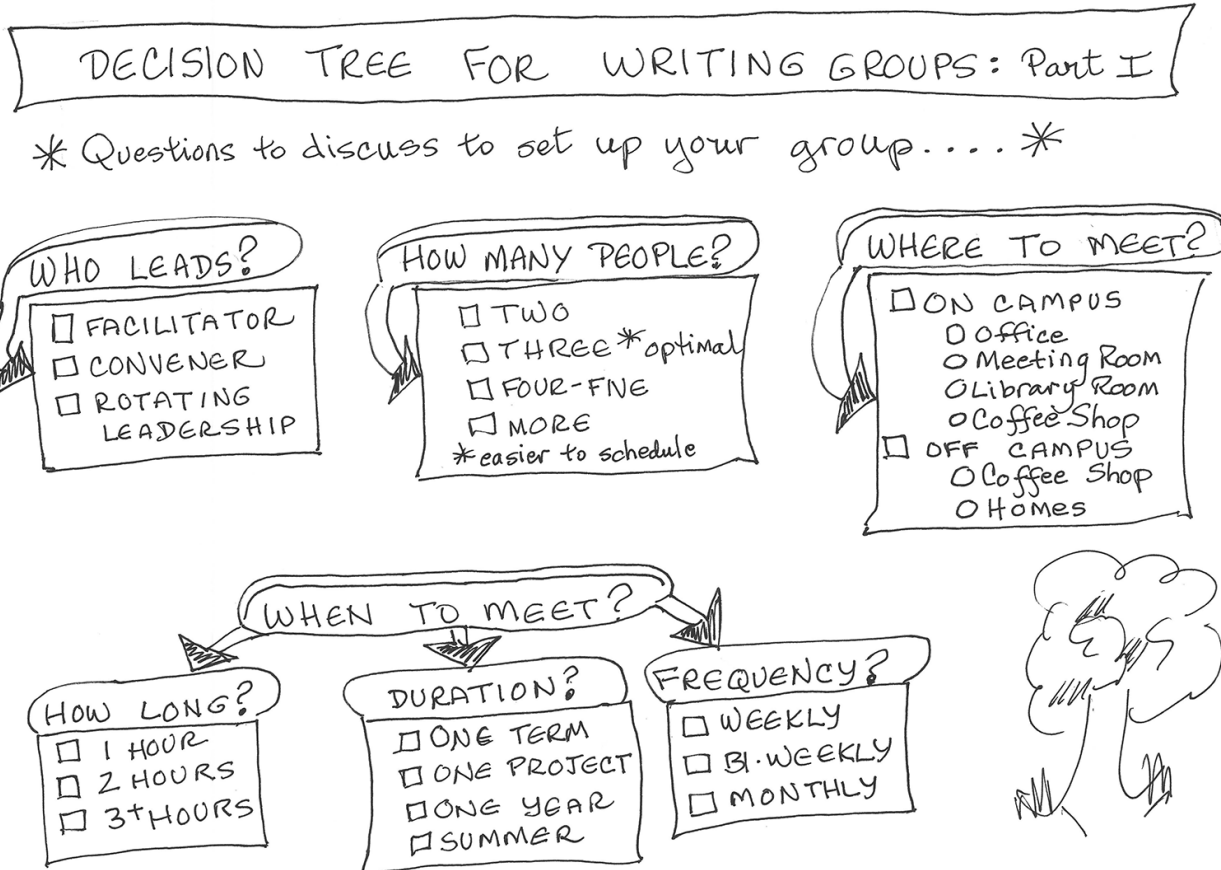 DECISION TREE FOR WRITING GROUPS: Part I
* Questions to discuss to set up your group.... *
WHO LEADS?
FACILITATOR
CONVENER
ROTATING
LEADERSHIP
HOW MANY PEOPLE?
TWO
THREE * optimal
FOUR-FIVE
MORE
* easier to schedule
WHERE TO MEET?
ON CAMPUS
Office
Meeting Room
Library Room
Coffee Shop
OFF CAMPUS
Coffee Shop
Homes
WHEN TO MEET?
HOW LONG?
1 HOUR
2 HOURS
3+ HOURS
DURATION?
ONE TERM
ONE PROJECT
ONE YEAR
SUMMER
FREQUENCY?
WEEKLY
BI-WEEKLY
MONTHLY